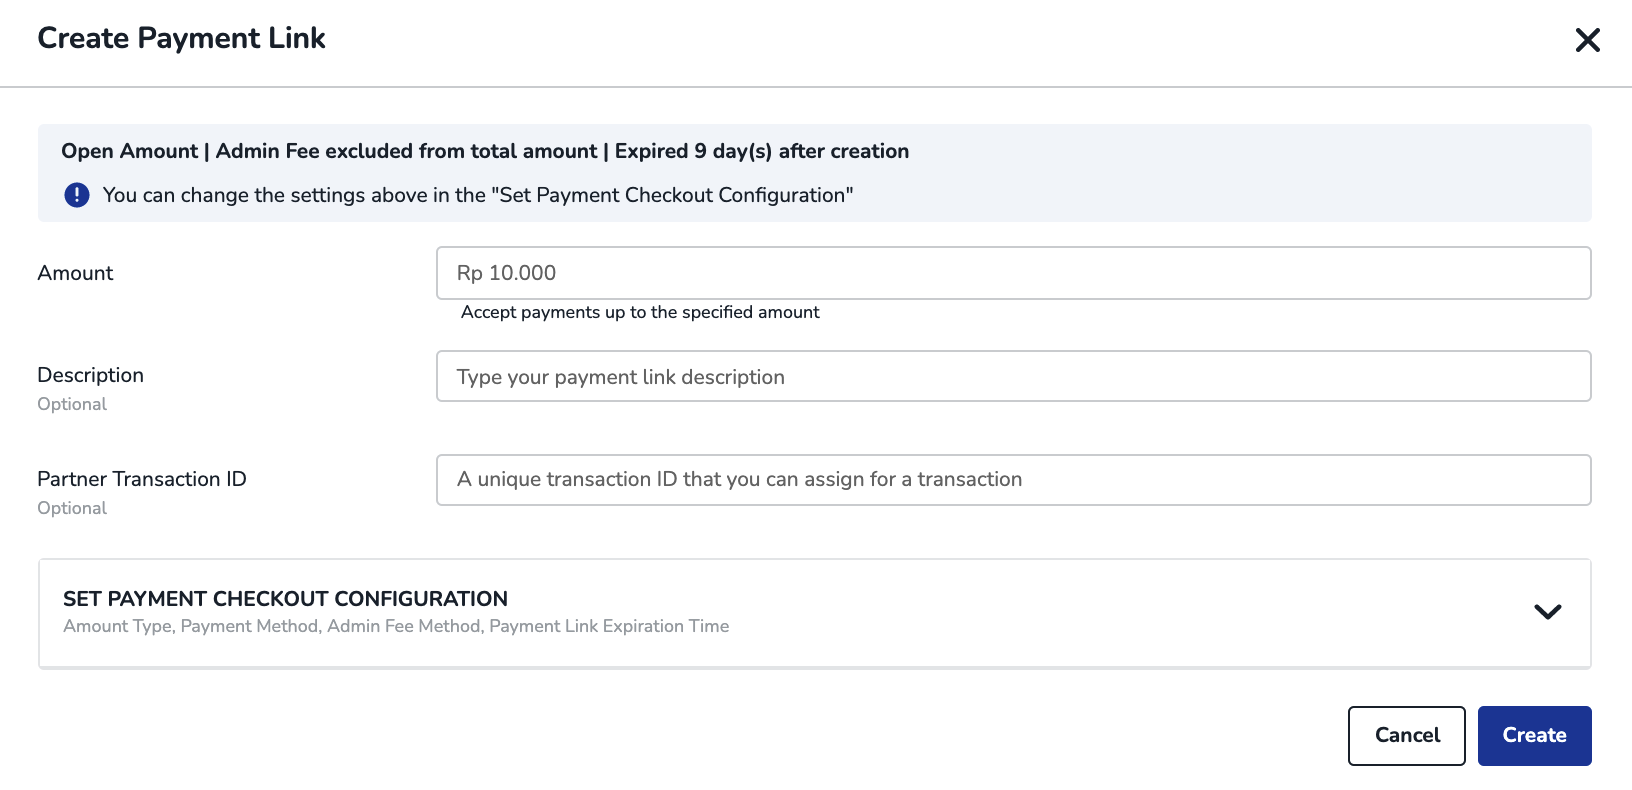 Create Payment Link
Open Amount | Admin Fee excluded from total amount | Expired 9 day(s) after creation
You can change the settings above in the "Set Payment Checkout Configuration"
Amount
Rp 10.000
Accept payments up to the specified amount
Description
Optional
Type your payment link description
Partner Transaction ID
Optional
A unique transaction ID that you can assign for a transaction
SET PAYMENT CHECKOUT CONFIGURATION
Amount Type, Payment Method, Admin Fee Method, Payment Link Expiration Time
Cancel
Create